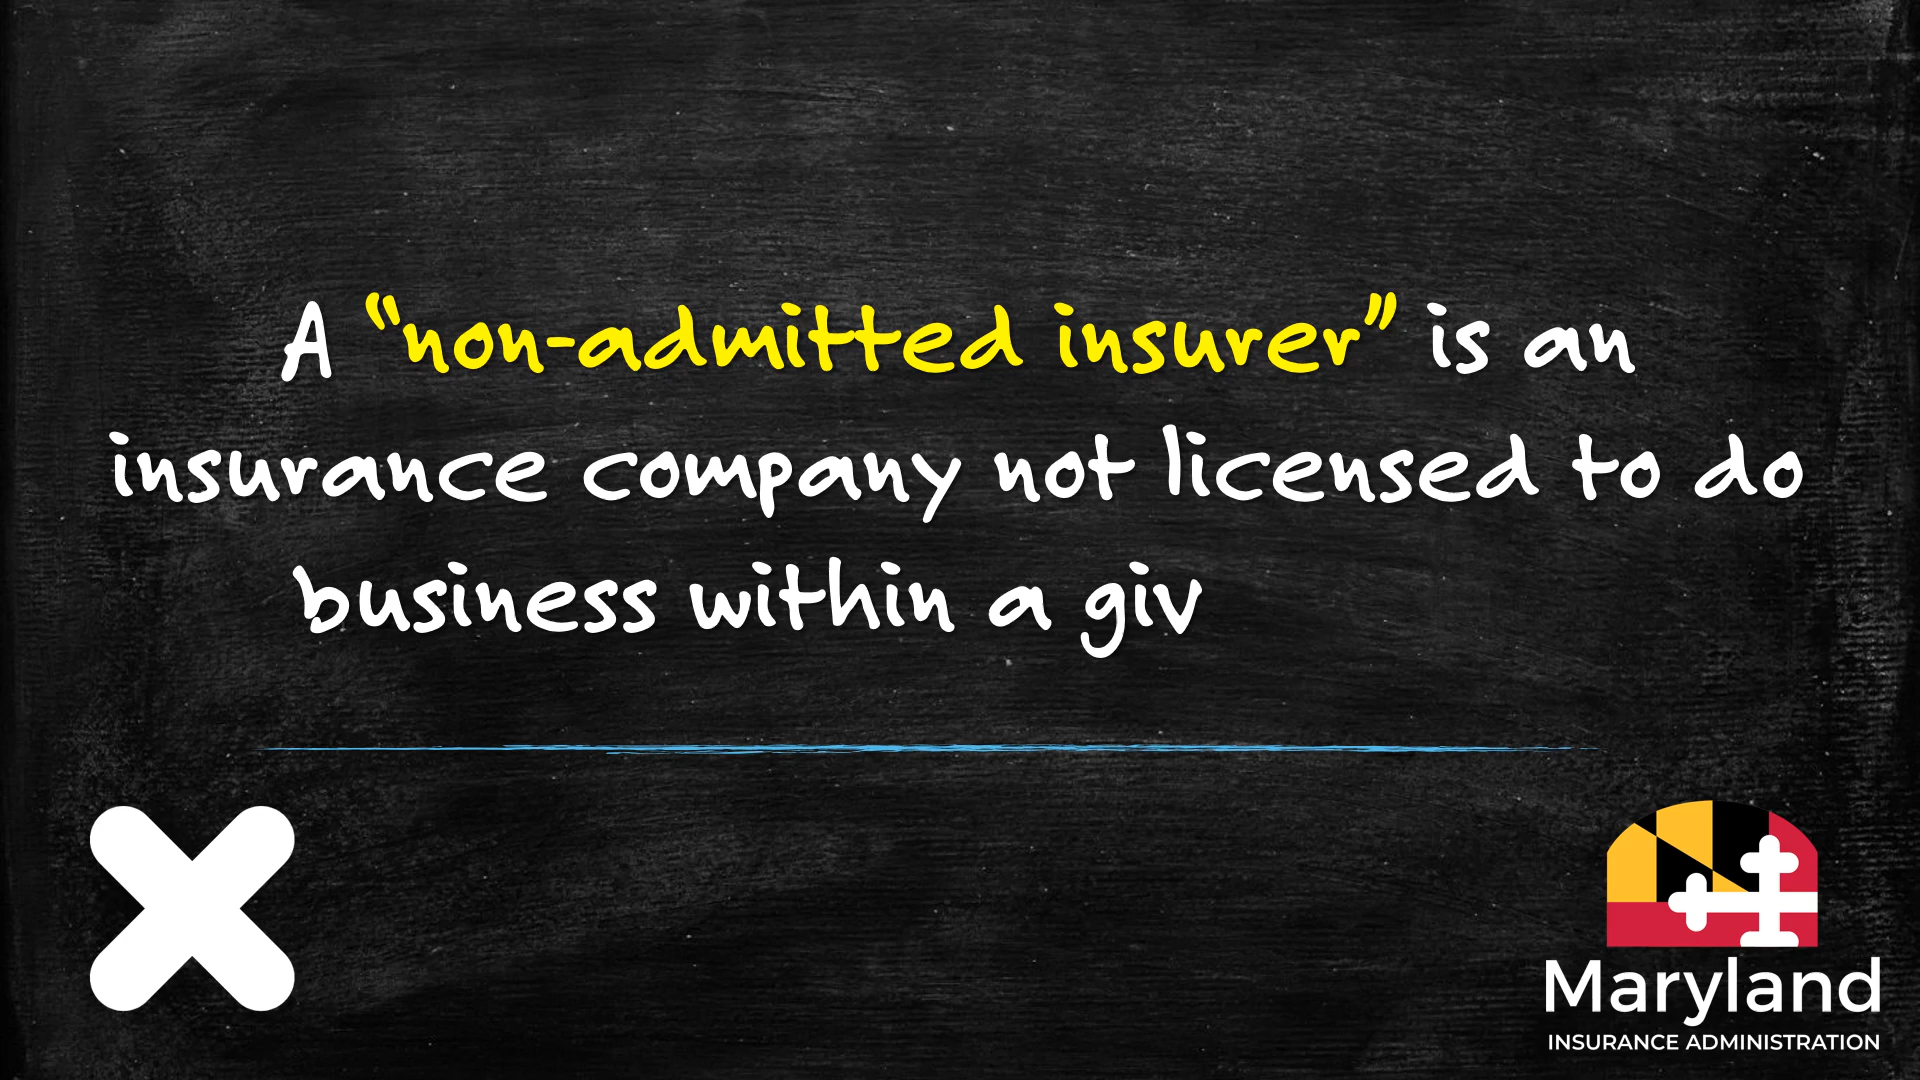 A “non-admitted insurer” is an
insurance company not licensed to do
business within a giv
Maryland
INSURANCE ADMINISTRATION